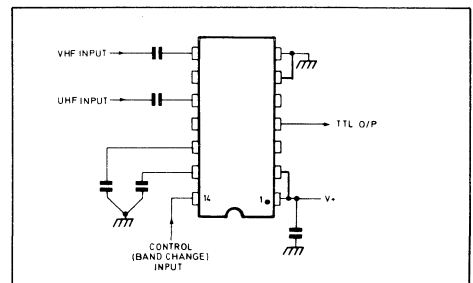 VHF INPUT
UHF INPUT
TTL O/P
14
1
V+
CONTROL
(BAND CHANGE)
INPUT